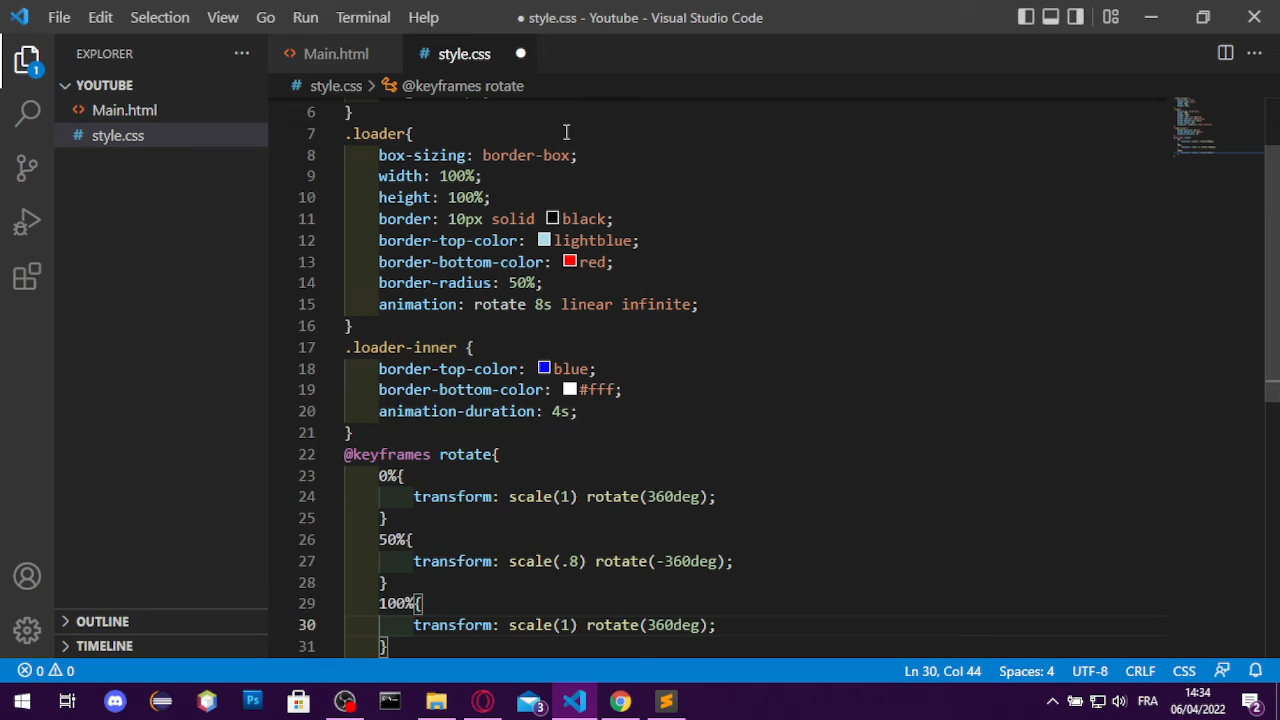 File Edit Selection View Go Run Terminal Help
● style.css - Youtube - Visual Studio Code
EXPLORER
YOUTUBE
Main.html
style.css
OUTLINE
TIMELINE
1
Main.html
# style.css
# style.css > @keyframes rotate
6 }
7 .loader{
8 box-sizing: border-box;
9 width: 100%;
10 height: 100%;
11 border: 10px solid black;
12 border-top-color: lightblue;
13 border-bottom-color: red;
14 border-radius: 50%;
15 animation: rotate 8s linear infinite;
16 }
17 .loader-inner {
18 border-top-color: blue;
19 border-bottom-color: #fff;
20 animation-duration: 4s;
21 }
22 @keyframes rotate{
23 0%{
24 transform: scale(1) rotate(360deg);
25 }
26 50%{
27 transform: scale(.8) rotate(-360deg);
28 }
29 100%{
30 transform: scale(1) rotate(360deg);
31 }
0 0
Ln 30, Col 44 Spaces: 4 UTF-8 CRLF CSS
Ps
3
FRA
14:34
06/04/2022
2